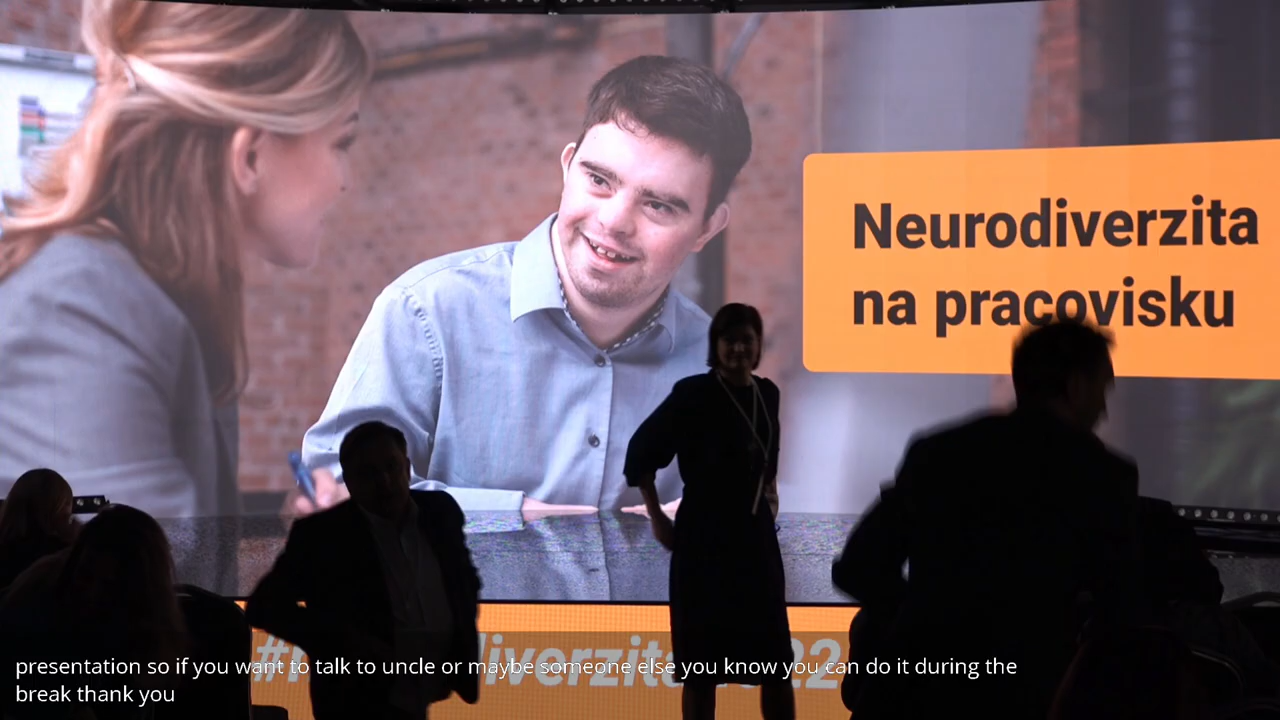 Neurodiverzita
na pracovisku
presentation so if you want to talk to uncle or maybe someone else you know you can do it during the
break thank you